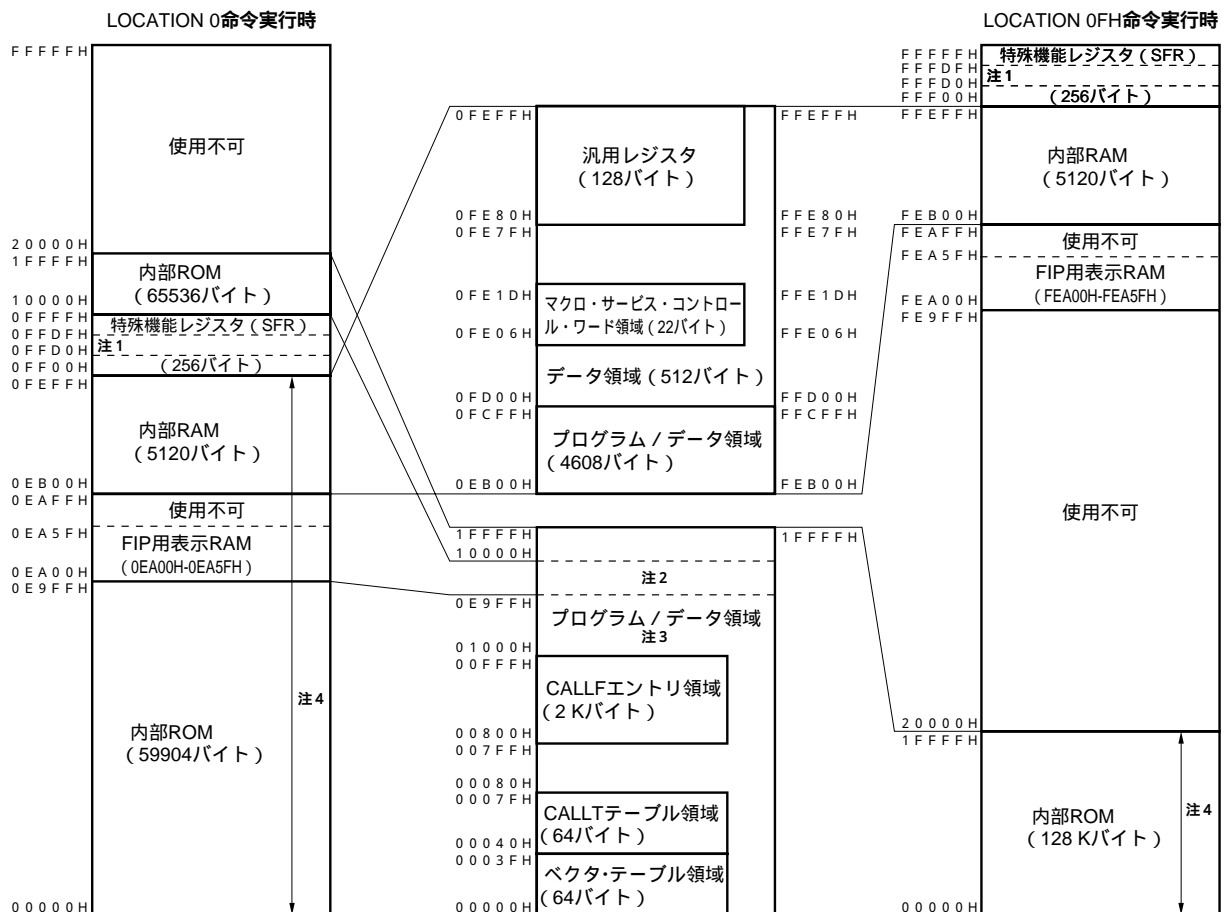 LOCATION 0命令実行時
FFFFFH
使用不可
20000H
1FFFFH
内部ROM
（65536バイト）
10000H
0FFFFH
特殊機能レジスタ（SFR）
0FFDFH
注1
0FFD0H
0FF00H
（256バイト）
0FEFFH
内部RAM
（5120バイト）
0EB00H
0EAFFH
使用不可
0EA5FH
FIP用表示RAM
（0EA00H-0EA5FH）
0EA00H
0E9FFH
注4
内部ROM
（59904バイト）
00000H
0FEFFH
FFEFFH
汎用レジスタ
（128バイト）
0FE80H
FFE80H
0FE7FH
FFE7FH
0FE1DH
FFE1DH
マクロ・サービス・コントロー
ル・ワード領域（22バイト）
0FE06H
FFE06H
データ領域（512バイト）
0FD00H
FFD00H
0FCFFH
FFCFFH
プログラム／データ領域
（4608バイト）
0EB00H
FEB00H
1FFFFH
1FFFFH
10000H
注2
0E9FFH
プログラム／データ領域
注3
01000H
00FFFH
CALLFエントリ領域
（2 Kバイト）
00800H
007FFH
00080H
0007FH
CALLTテーブル領域
（64バイト）
00040H
0003FH
ベクタ・テーブル領域
（64バイト）
00000H
LOCATION 0FH命令実行時
FFFFFH
特殊機能レジスタ（SFR）
FFFDFH
注1
FFFD0H
FFF00H
（256バイト）
FFEFFH
内部RAM
（5120バイト）
FEB00H
FEAFFH
使用不可
FEA5FH
FIP用表示RAM
（FEA00H-FEA5FH）
FEA00H
FE9FFH
使用不可
20000H
1FFFFH
注4
内部ROM
（128 Kバイト）
00000H